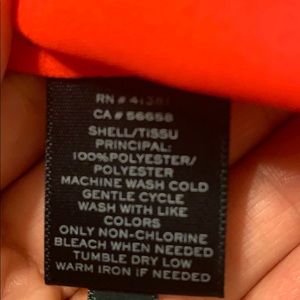 RN #
CA # 56658
SHELL/TISSU
PRINCIPAL:
100%POLYESTER/
POLYESTER
MACHINE WASH COLD
GENTLE CYCLE
WASH WITH LIKE
COLORS
ONLY NON-CHLORINE
BLEACH WHEN NEEDED
TUMBLE DRY LOW
WARM IRON IF NEEDED